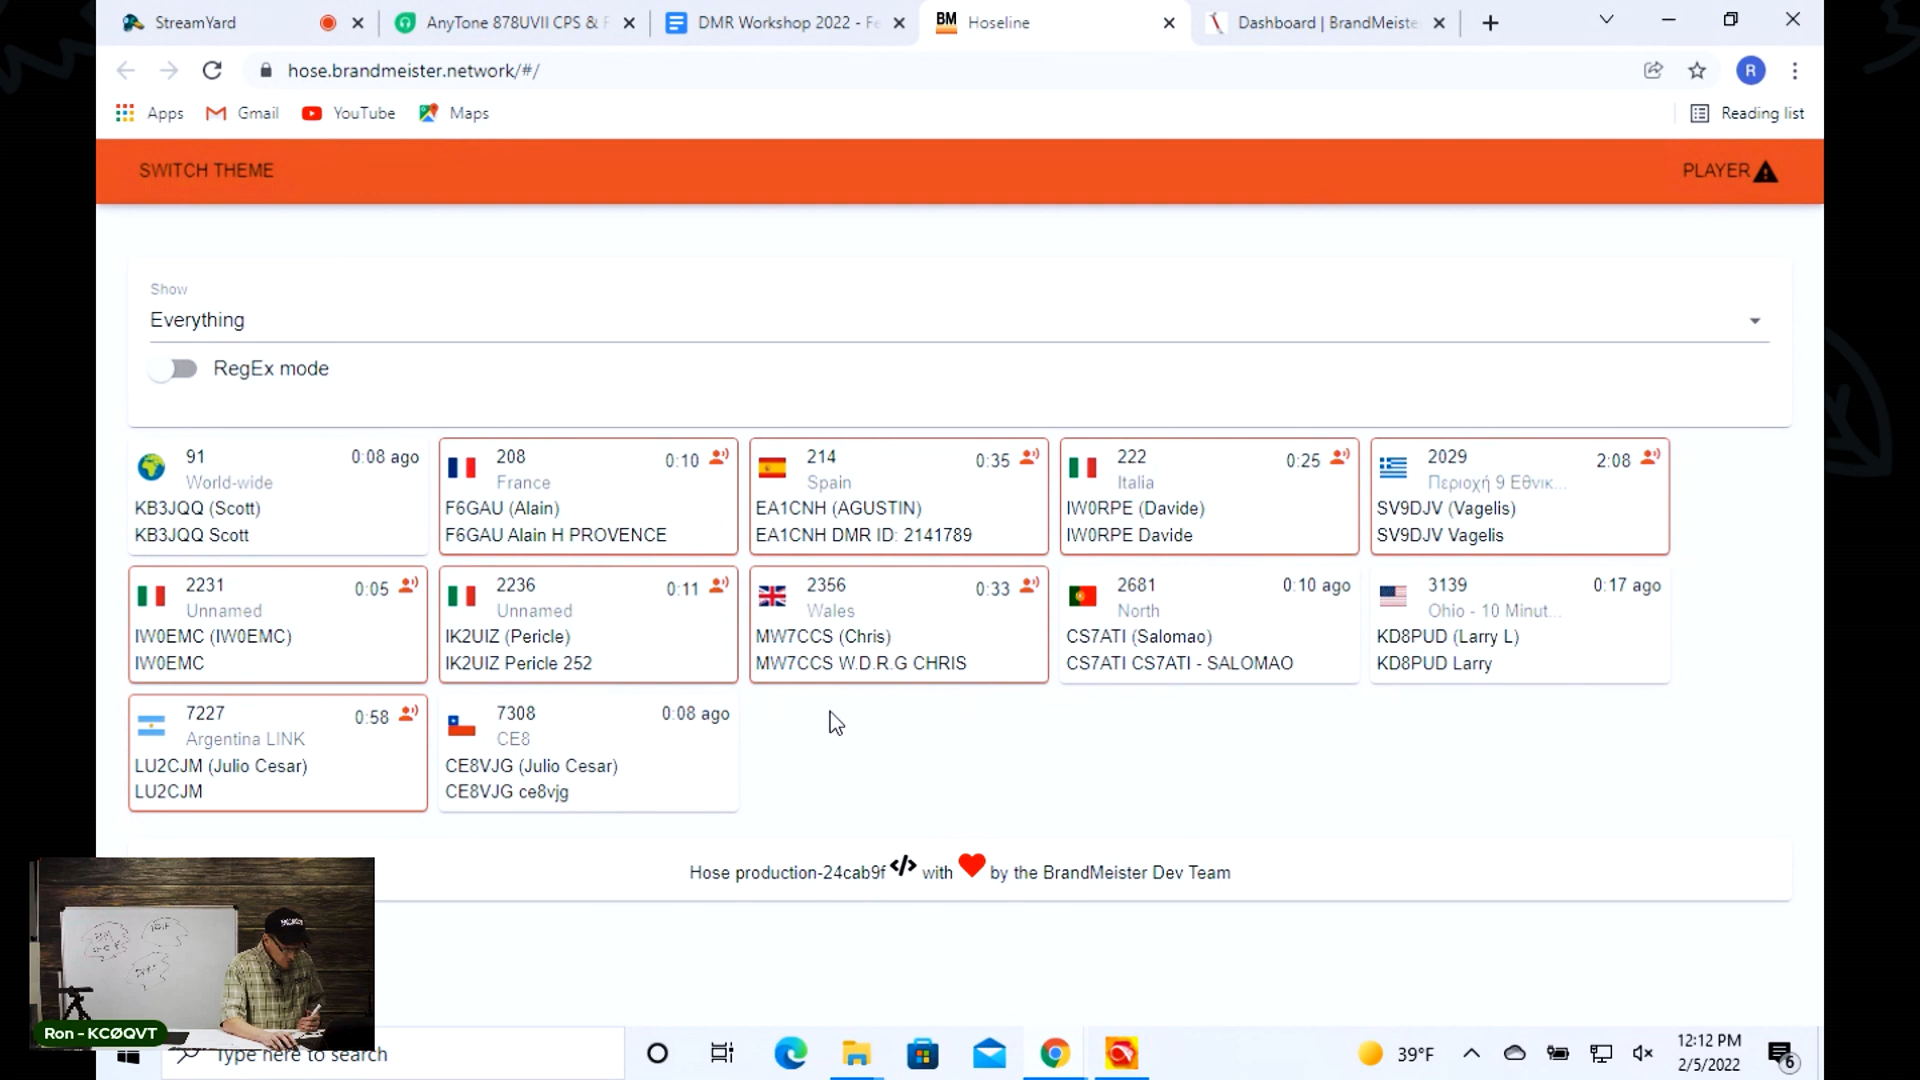 StreamYard
AnyTone 878UVII CPS & F
DMR Workshop 2022 - Fe
BM Hoseline
Dashboard | BrandMeiste
hose.brandmeister.network/#/
R
Apps
Gmail
YouTube
Maps
Reading list
SWITCH THEME
PLAYER
Show
Everything
RegEx mode
91 0:08 ago
World-wide
KB3JQQ (Scott)
KB3JQQ Scott
208 0:10
France
F6GAU (Alain)
F6GAU Alain H PROVENCE
214 0:35
Spain
EA1CNH (AGUSTIN)
EA1CNH DMR ID: 2141789
222 0:25
Italia
IW0RPE (Davide)
IW0RPE Davide
2029 2:08
Περιοχή 9 Εθνικ...
SV9DJV (Vagelis)
SV9DJV Vagelis
2231 0:05
Unnamed
IW0EMC (IW0EMC)
IW0EMC
2236 0:11
Unnamed
IK2UIZ (Pericle)
IK2UIZ Pericle 252
2356 0:33
Wales
MW7CCS (Chris)
MW7CCS W.D.R.G CHRIS
2681 0:10 ago
North
CS7ATI (Salomao)
CS7ATI CS7ATI - SALOMAO
3139 0:17 ago
Ohio - 10 Minut...
KD8PUD (Larry L)
KD8PUD Larry
7227 0:58
Argentina LINK
LU2CJM (Julio Cesar)
LU2CJM
7308 0:08 ago
CE8
CE8VJG (Julio Cesar)
CE8VJG ce8vjg
Hose production-24cab9f </> with by the BrandMeister Dev Team
BM
Ron - KCØQVT
Type here to search
39°F
12:12 PM
2/5/2022
6